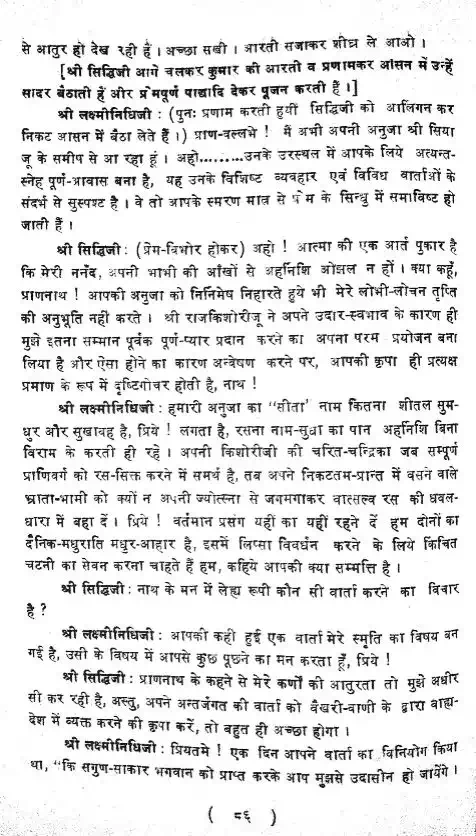 से आतुर हो देख रही हैं । अच्छा सखी । आरती सजाकर शीघ्र ले आओ ।
[श्री सिद्धिजी आगे चलकर कुमार की आरती व प्रणामकर आसन में उन्हें
सादर बैठाती हैं और प्रेमपूर्ण पाद्यादि देकर पूजन करती हैं ।]
श्री लक्ष्मीनिधिजी : (पुनः प्रणाम करती हुयीं सिद्धिजी को आलिगन कर
निकट आसन में बैठा लेते हैं ।) प्राण-वल्लभे ! मैं अभी अपनी अनुजा श्री सिया
जू के समीप से आ रहा हूं । अहो.........उनके उरस्थल में आपके लिये अत्यन्त-
स्नेह पूर्ण-आवास बना है, यह उनके विशिष्ट व्यवहार एवं विविध वार्ताओं के
संदर्भ से सुस्पष्ट है । वे तो आपके स्मरण मात्र से प्रेम के सिन्धु में समाविष्ट हो
जाती हैं ।
श्री सिद्धिजी : (प्रेम-विभोर होकर) अहो ! आत्मा की एक आर्त पुकार है
कि मेरी ननँद, अपनी भाभी की आंखों से अहर्निशि ओझल न हों । क्या कहूँ,
प्राणनाथ ! आपकी अनुजा को निर्निमेष निहारते हुये भी मेरे लोभी-लोचन तृप्ति
की अनुभूति नहीं करते । श्री राजकिशोरीजू ने अपने उदार-स्वभाव के कारण ही
मुझे इतना सम्मान पूर्वक पूर्ण-प्यार प्रदान करने का अपना परम प्रयोजन बना
लिया है और ऐसा होने का कारण अन्वेषण करने पर, आपकी कृपा ही प्रत्यक्ष
प्रमाण के रूप में दृष्टिगोचर होती है, नाथ !
श्री लक्ष्मीनिधिजी : हमारी अनुजा का "सीता" नाम कितना शीतल सुम-
धुर और सुखावह है, प्रिये ! लगता है, रसना नाम-सुधा का पान अहर्निशि बिना
विराम के करती ही रहे । अपनी किशोरीजी की चरित-चन्द्रिका जब सम्पूर्ण
प्राणिवर्ग को रस-सिक्त करने में समर्थ है, तब अपने निकटतम-प्रान्त में बसने वाले
भ्राता-भाभी को क्यों न अपनी ज्योत्स्ना से जगमगाकर वात्सल्य रस की धवल-
धारा में बहा दें । प्रिये ! वर्तमान प्रसंग यहीं का यहीं रहने दें हम दोनों का
दैनिक-मधुराति मधुर-आहार है, इसमें लिप्सा विवर्धन करने के लिये किंचित
चटनी का सेवन करना चाहते हैं हम, कहिये आपकी क्या सम्मत्ति है ।
श्री सिद्धिजी : नाथ के मन में लेह्य रूपी कौन सी वार्ता करने का विचार
है ?
श्री लक्ष्मीनिधिजी : आपकी कही हुई एक वार्ता मेरे स्मृति का विषय बन
गई है, उसी के विषय में आपसे कुछ पूछने का मन करता हूँ, प्रिये !
श्री सिद्धिजी : प्राणनाथ के कहने से मेरे कर्णों की आतुरता तो मुझे अधीर
सी कर रही है, अस्तु, अपने अन्तर्जगत की वार्ता को वैखरी-वाणी के द्वारा वाह्य-
देश में व्यक्त करने की कृपा करें, तो बहुत ही अच्छा होगा ।
श्री लक्ष्मीनिधिजी : प्रियतमे ! एक दिन आपने वार्ता का विनियोग किया
था, "कि सगुण-साकार भगवान को प्राप्त करके आप मुझसे उदासीन हो जायेंगे ।
( ८६ )